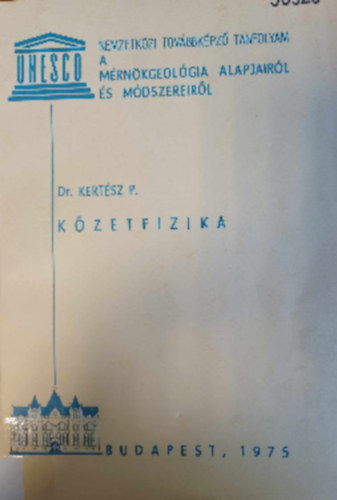 UNESCO
NEMZETKÖZI TOVÁBBKÉPZŐ TANFOLYAM
A
MÉRNÖKGEOLÓGIA ALAPJAIRÓL
ÉS MÓDSZEREIRŐL
Dr. KERTÉSZ P.
KŐZETFIZIKA
BUDAPEST, 1975